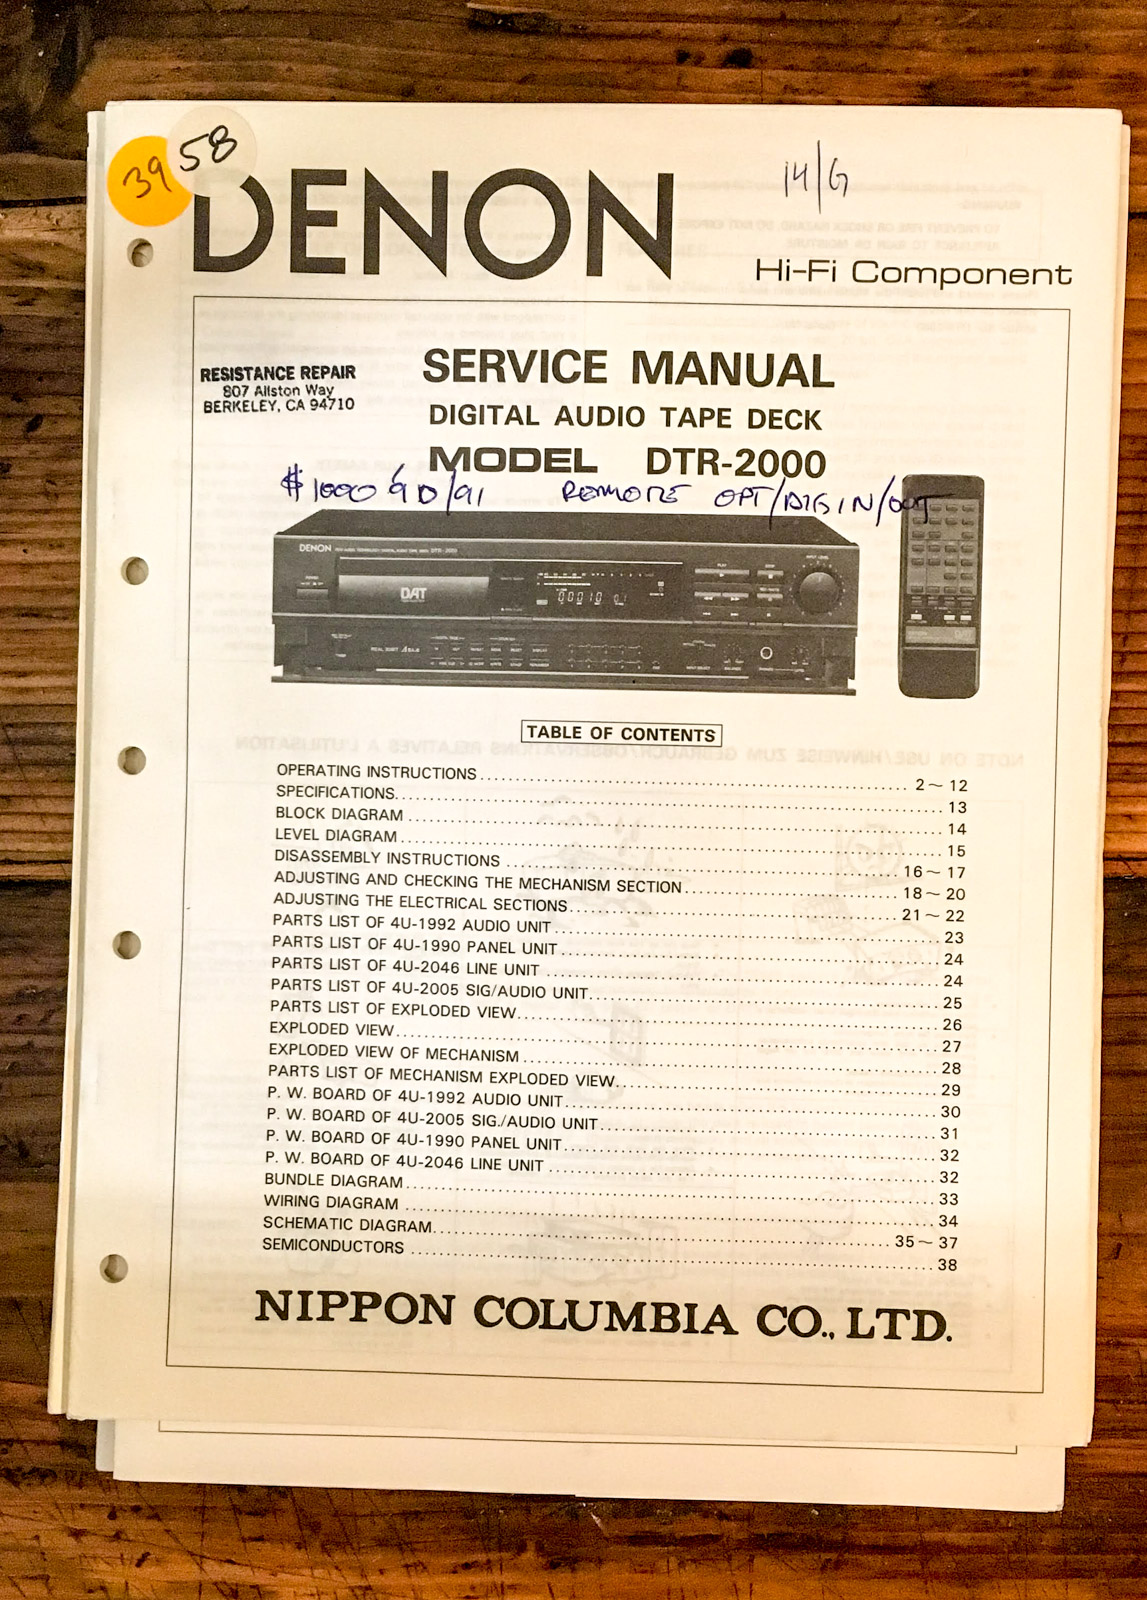 39
58
DENON
14/G
Hi-Fi Component
RESISTANCE REPAIR
807 Allston Way
BERKELEY, CA 94710
SERVICE MANUAL
DIGITAL AUDIO TAPE DECK
MODEL DTR-2000
$1000 90/91 REMOTE OPT/DIG IN/OUT
DENON
DAT
TABLE OF CONTENTS
OPERATING INSTRUCTIONS 2~12
SPECIFICATIONS 13
BLOCK DIAGRAM 14
LEVEL DIAGRAM 15
DISASSEMBLY INSTRUCTIONS 16~17
ADJUSTING AND CHECKING THE MECHANISM SECTION 18~20
ADJUSTING THE ELECTRICAL SECTIONS 21~22
PARTS LIST OF 4U-1992 AUDIO UNIT 23
PARTS LIST OF 4U-1990 PANEL UNIT 24
PARTS LIST OF 4U-2046 LINE UNIT 24
PARTS LIST OF 4U-2005 SIG/AUDIO UNIT 25
PARTS LIST OF EXPLODED VIEW 26
EXPLODED VIEW 27
EXPLODED VIEW OF MECHANISM 28
PARTS LIST OF MECHANISM EXPLODED VIEW 29
P. W. BOARD OF 4U-1992 AUDIO UNIT 30
P. W. BOARD OF 4U-2005 SIG./AUDIO UNIT 31
P. W. BOARD OF 4U-1990 PANEL UNIT 32
P. W. BOARD OF 4U-2046 LINE UNIT 32
BUNDLE DIAGRAM 33
WIRING DIAGRAM 34
SCHEMATIC DIAGRAM 35~37
SEMICONDUCTORS 38
NIPPON COLUMBIA CO., LTD.